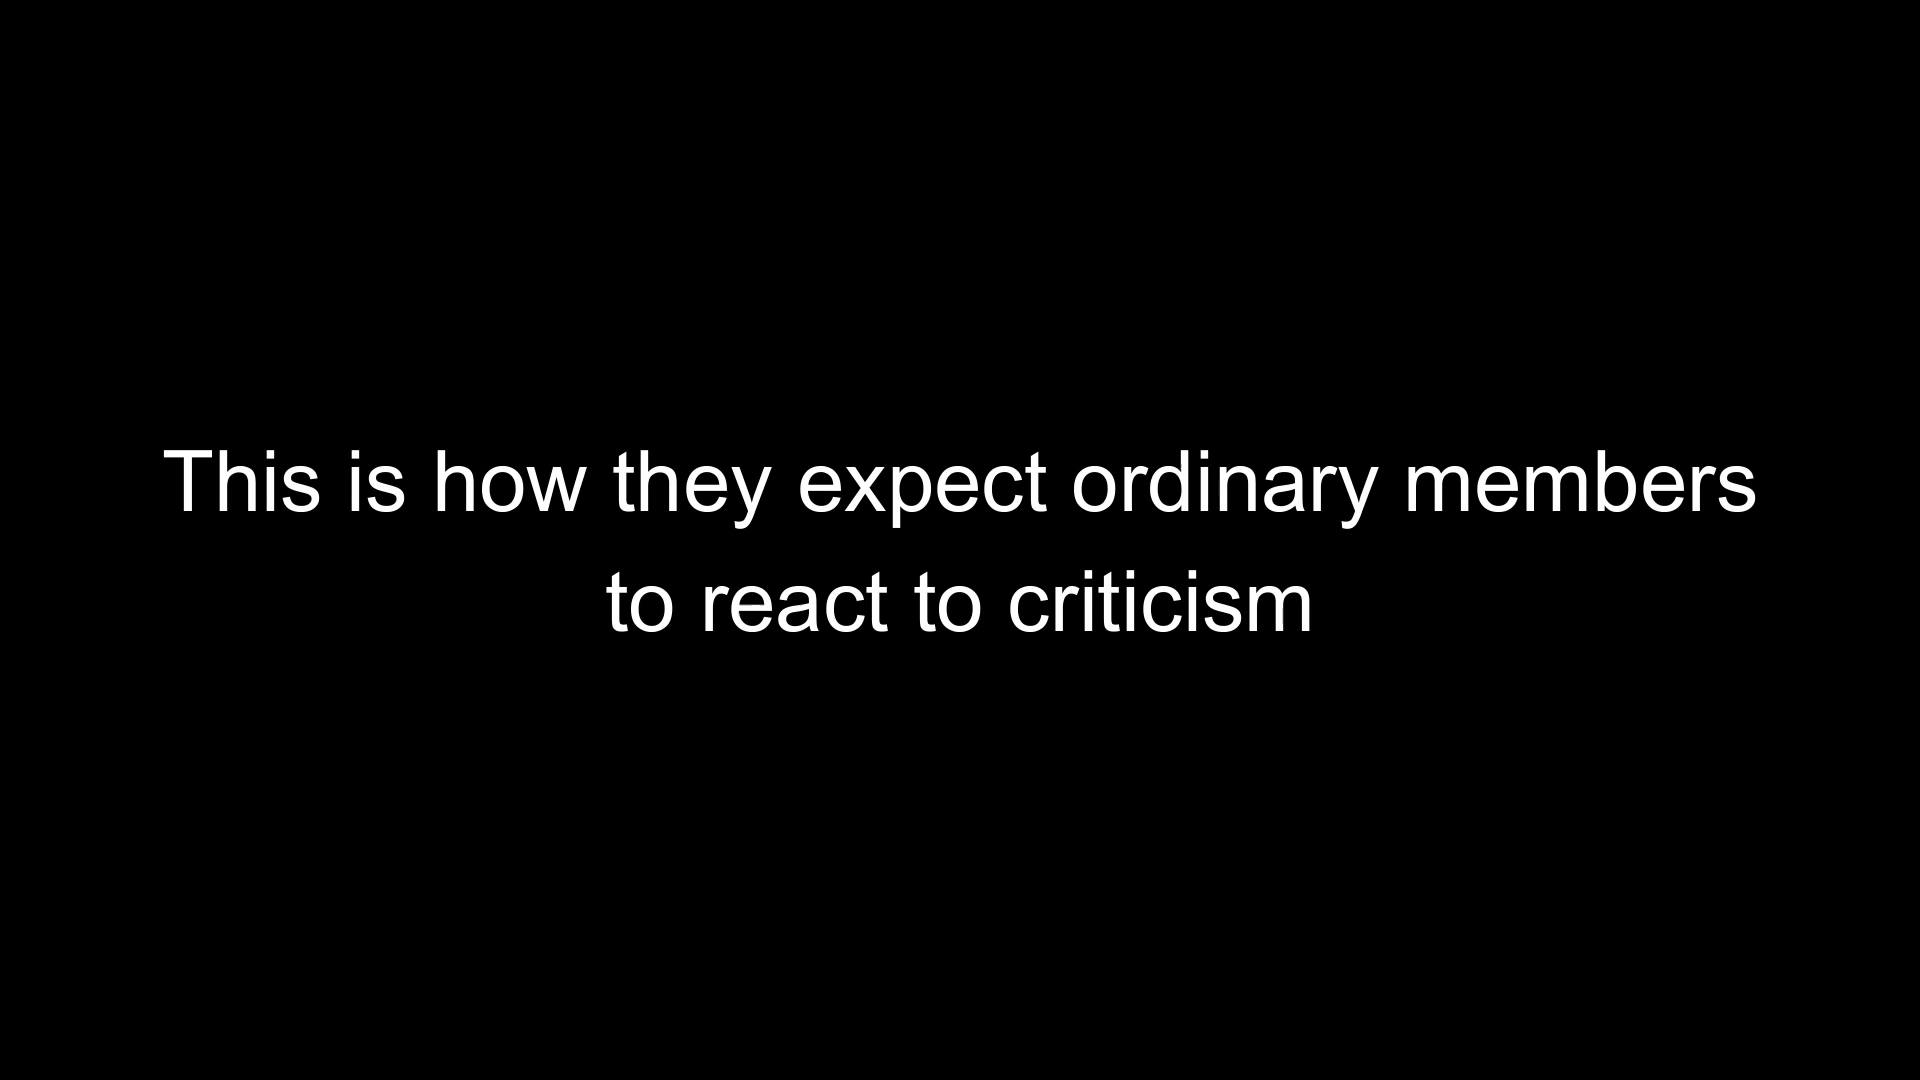 This is how they expect ordinary members
to react to criticism